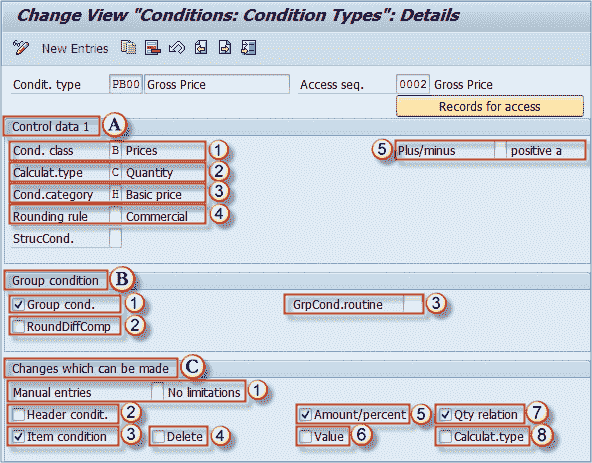 Change View "Conditions: Condition Types": Details
New Entries
Condit. type PB00 Gross Price Access seq. 0002 Gross Price
Records for access
Control data 1 A
Cond. class B Prices 1 5 Plus/minus positive a
Calculat.type C Quantity 2
Cond.category H Basic price 3
Rounding rule Commercial 4
StrucCond.
Group condition B
Group cond. 1 GrpCond.routine 3
RoundDiffComp 2
Changes which can be made C
Manual entries No limitations 1
Header condit. 2 Amount/percent 5 Qty relation 7
Item condition 3 Delete 4 Value 6 Calculat.type 8